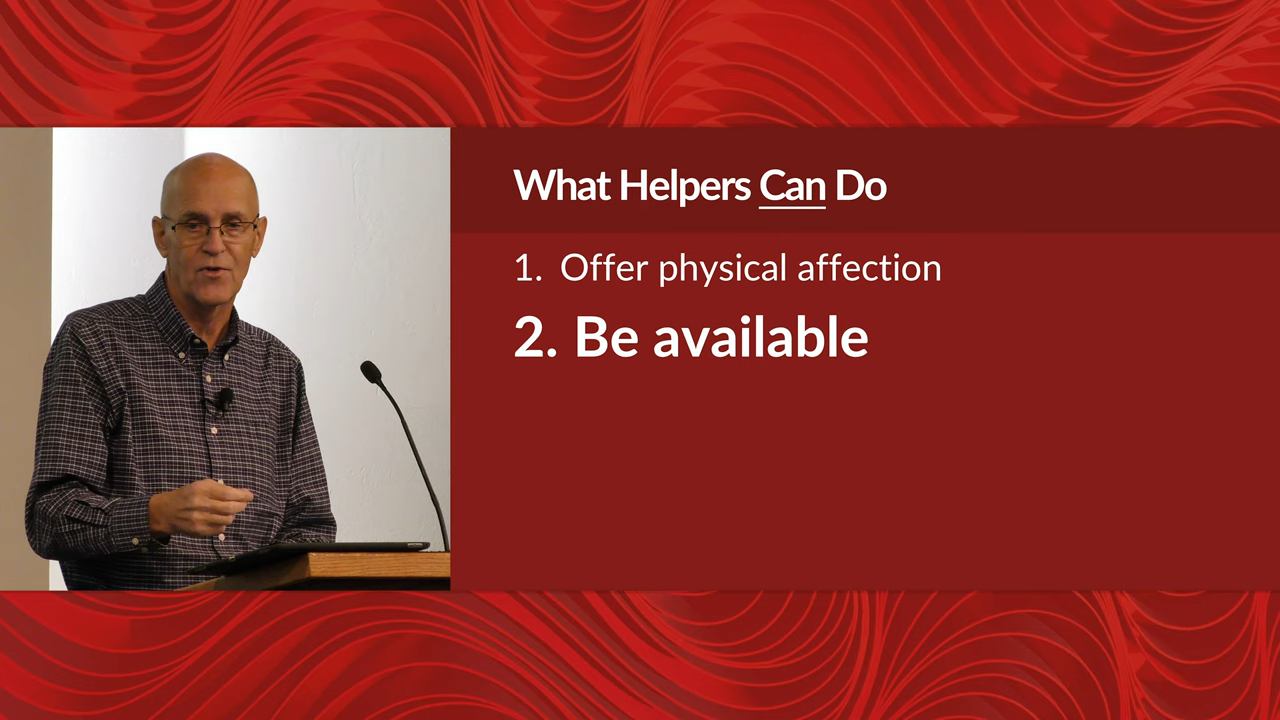 What Helpers Can Do
1. Offer physical affection
2. Be available